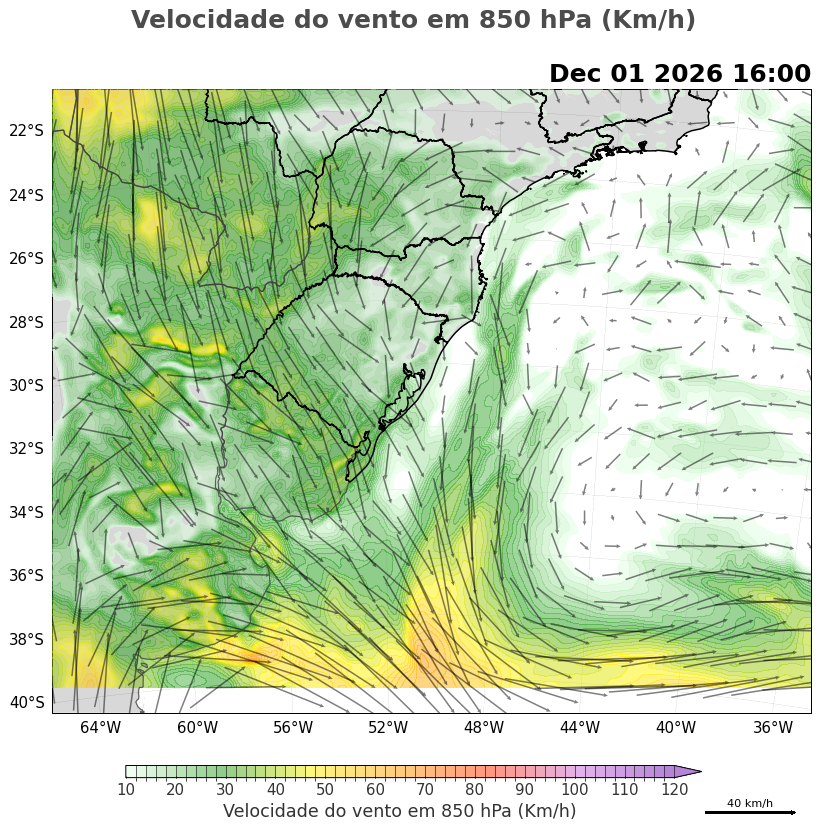 Velocidade do vento em 850 hPa (Km/h)
Dec 01 2026 16:00
22°S
24°S
26°S
28°S
30°S
32°S
34°S
36°S
38°S
40°S
64°W 60°W 56°W 52°W 48°W 44°W 40°W 36°W
10 20 30 40 50 60 70 80 90 100 110 120
Velocidade do vento em 850 hPa (Km/h)
40 km/h